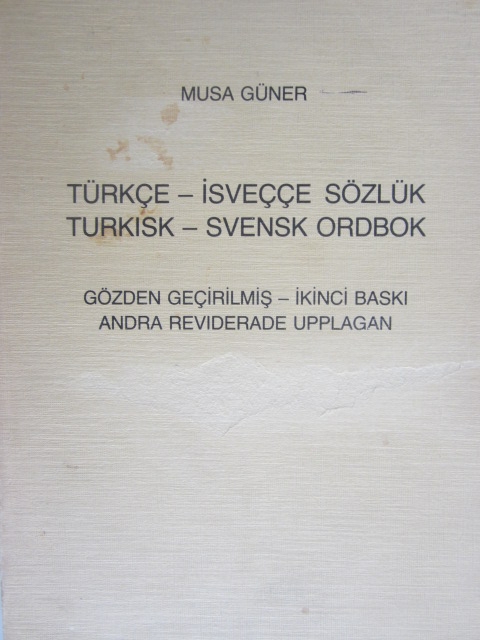 MUSA GÜNER
TÜRKÇE – İSVEÇÇE SÖZLÜK
TURKISK – SVENSK ORDBOK
GÖZDEN GEÇİRİLMİŞ – İKİNCİ BASKI
ANDRA REVIDERADE UPPLAGAN